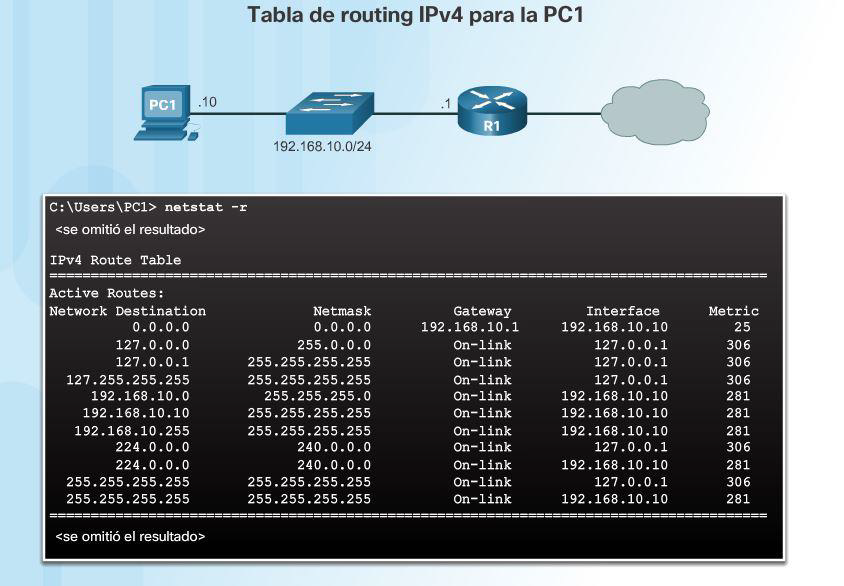 Tabla de routing IPv4 para la PC1
PC1 .10 .1 R1
192.168.10.0/24
C:\Users\PC1> netstat -r
<se omitió el resultado>
IPv4 Route Table
=====================================================================================
Active Routes:
Network Destination Netmask Gateway Interface Metric
0.0.0.0 0.0.0.0 192.168.10.1 192.168.10.10 25
127.0.0.0 255.0.0.0 On-link 127.0.0.1 306
127.0.0.1 255.255.255.255 On-link 127.0.0.1 306
127.255.255.255 255.255.255.255 On-link 127.0.0.1 306
192.168.10.0 255.255.255.0 On-link 192.168.10.10 281
192.168.10.10 255.255.255.255 On-link 192.168.10.10 281
192.168.10.255 255.255.255.255 On-link 192.168.10.10 281
224.0.0.0 240.0.0.0 On-link 127.0.0.1 306
224.0.0.0 240.0.0.0 On-link 192.168.10.10 281
255.255.255.255 255.255.255.255 On-link 127.0.0.1 306
255.255.255.255 255.255.255.255 On-link 192.168.10.10 281
=====================================================================================
<se omitió el resultado>